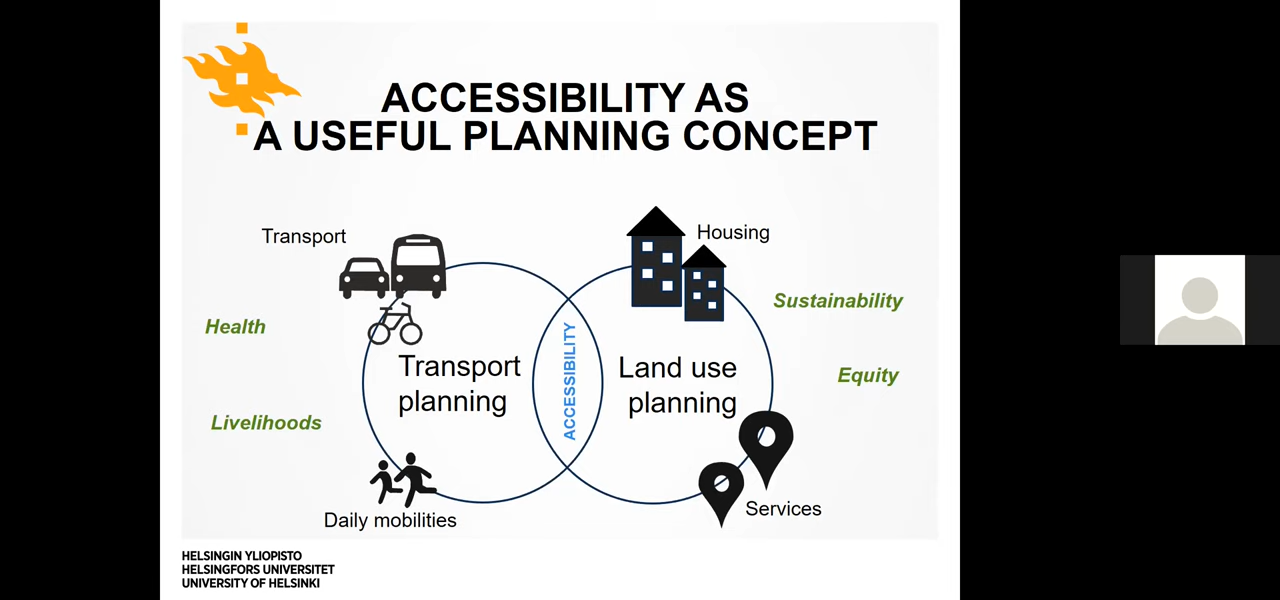 ACCESSIBILITY AS
A USEFUL PLANNING CONCEPT
Transport
Housing
Sustainability
Health
Transport
planning
ACCESSIBILITY
Land use
planning
Equity
Livelihoods
Daily mobilities
Services
HELSINGIN YLIOPISTO
HELSINGFORS UNIVERSITET
UNIVERSITY OF HELSINKI